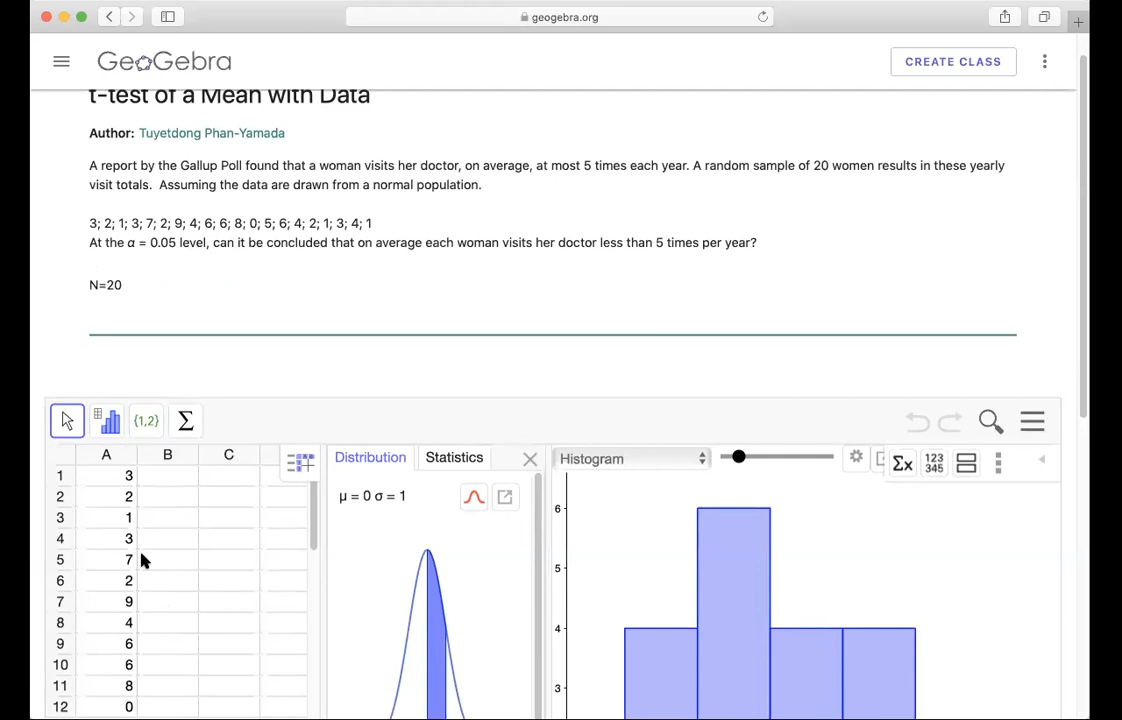 geogebra.org
GeoGebra
CREATE CLASS
t-test of a Mean with Data
Author: Tuyetdong Phan-Yamada
A report by the Gallup Poll found that a woman visits her doctor, on average, at most 5 times each year. A random sample of 20 women results in these yearly
visit totals. Assuming the data are drawn from a normal population.
3; 2; 1; 3; 7; 2; 9; 4; 6; 6; 8; 0; 5; 6; 4; 2; 1; 3; 4; 1
At the α = 0.05 level, can it be concluded that on average each woman visits her doctor less than 5 times per year?
N=20
{1,2} Σ
A B C
Distribution Statistics
Histogram
Σx 123 345
μ = 0 σ = 1
1 3
2 2
3 1
4 3
5 7
6 2
7 9
8 4
9 6
10 6
11 8
12 0
6
5
4
3